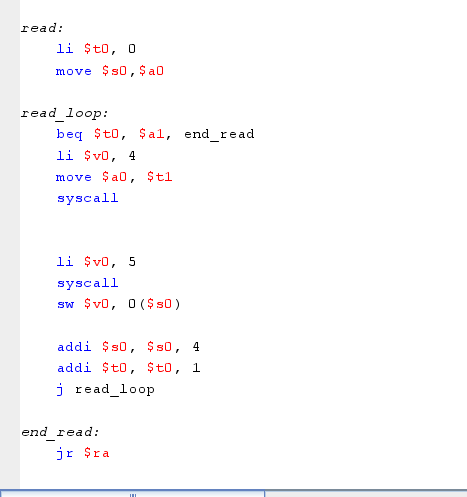 read:
li $t0, 0
move $s0,$a0
read_loop:
beq $t0, $a1, end_read
li $v0, 4
move $a0, $t1
syscall
li $v0, 5
syscall
sw $v0, 0($s0)
addi $s0, $s0, 4
addi $t0, $t0, 1
j read_loop
end_read:
jr $ra